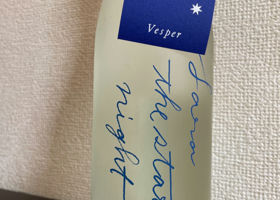 Vesper
the star
night